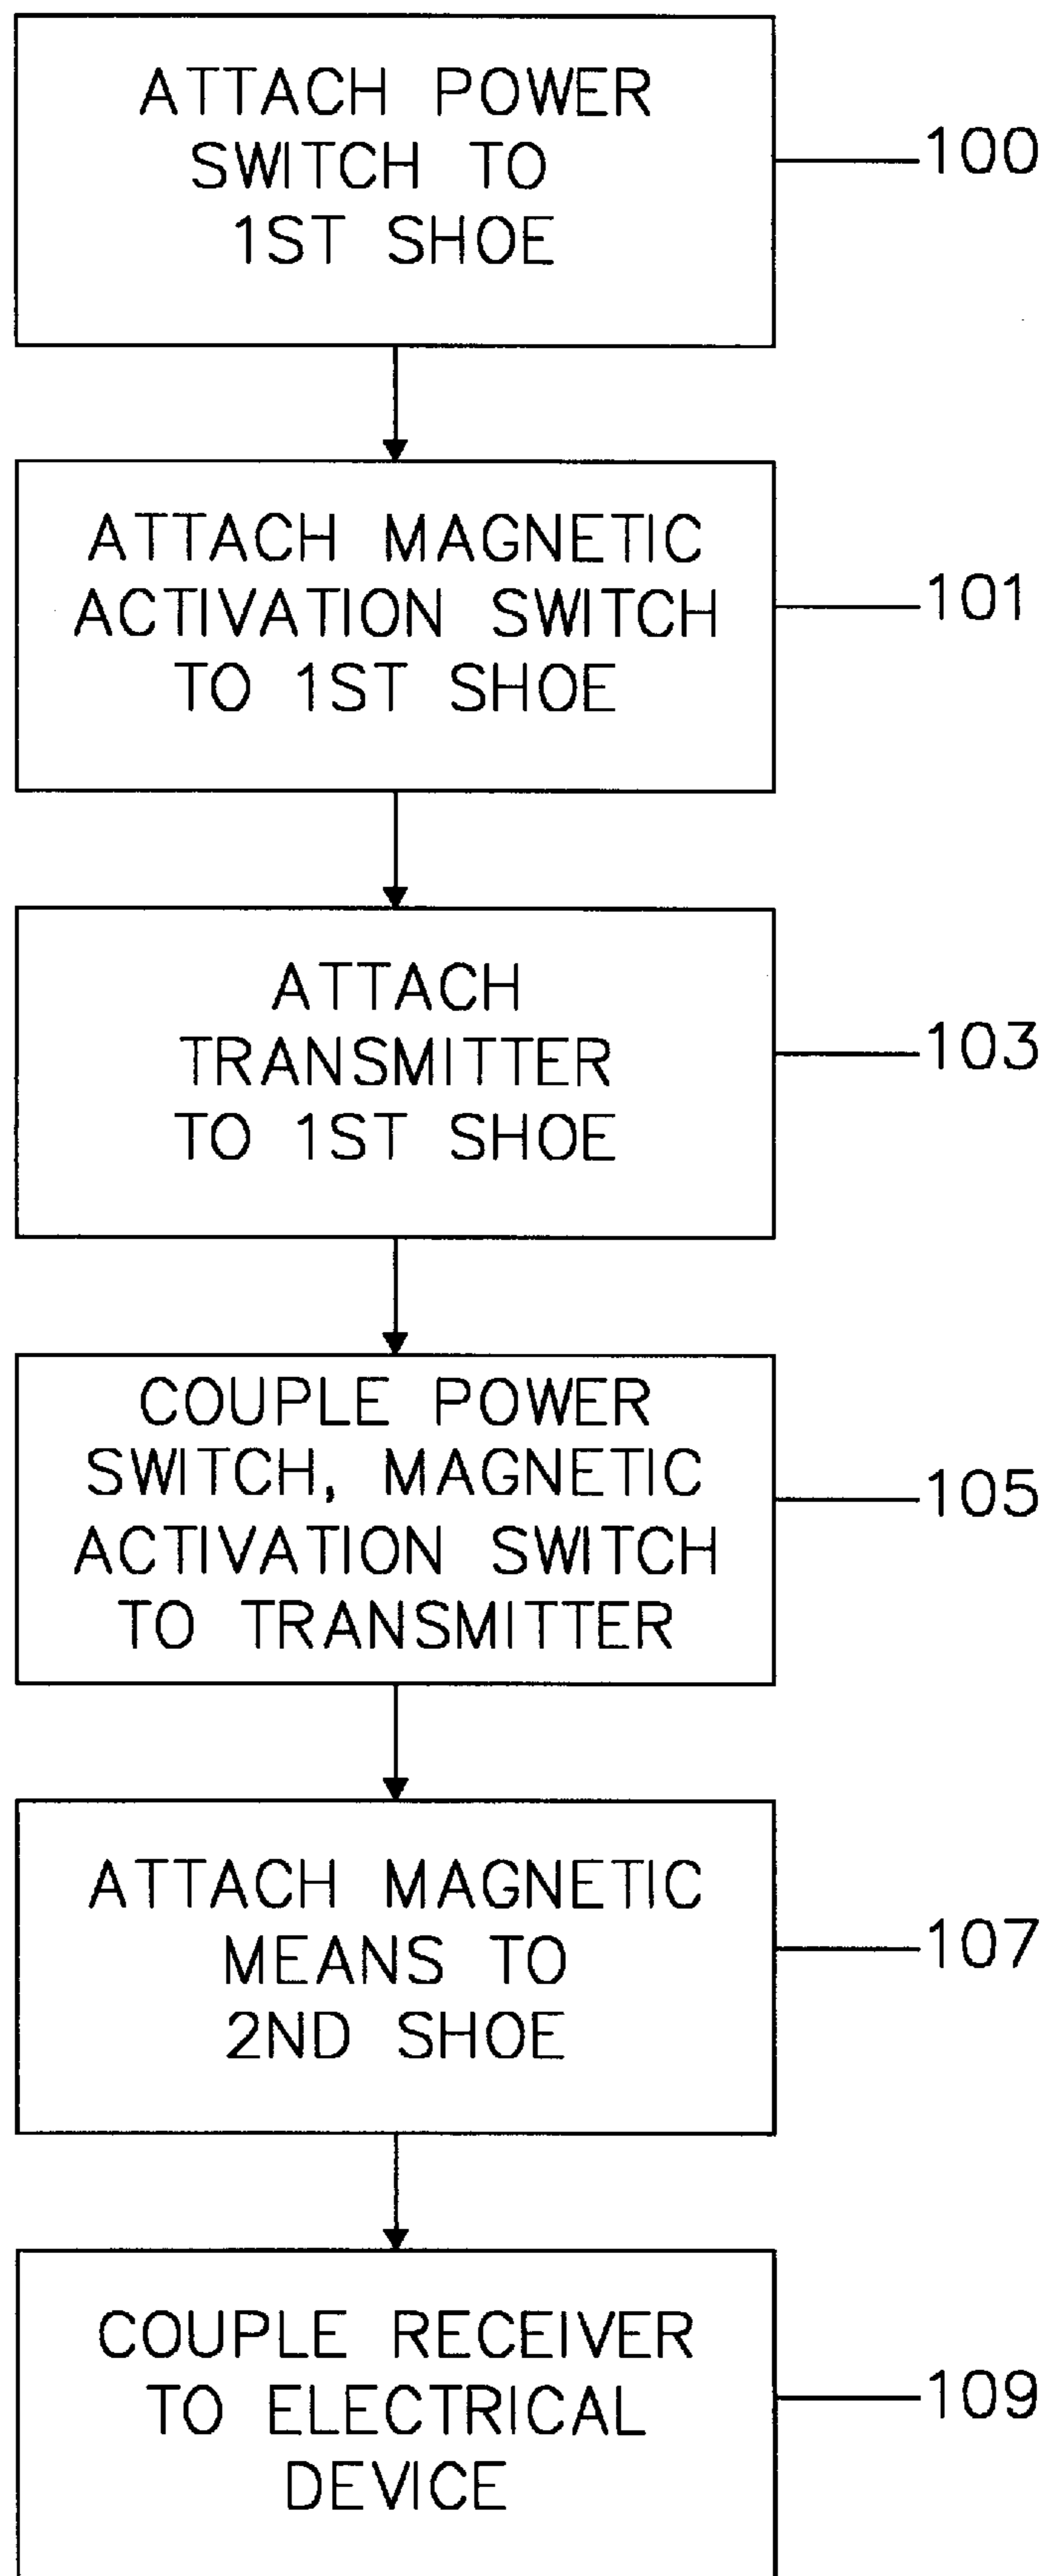 ATTACH POWER
SWITCH TO
1ST SHOE
100
ATTACH MAGNETIC
ACTIVATION SWITCH
TO 1ST SHOE
101
ATTACH
TRANSMITTER
TO 1ST SHOE
103
COUPLE POWER
SWITCH, MAGNETIC
ACTIVATION SWITCH
TO TRANSMITTER
105
ATTACH MAGNETIC
MEANS TO
2ND SHOE
107
COUPLE RECEIVER
TO ELECTRICAL
DEVICE
109